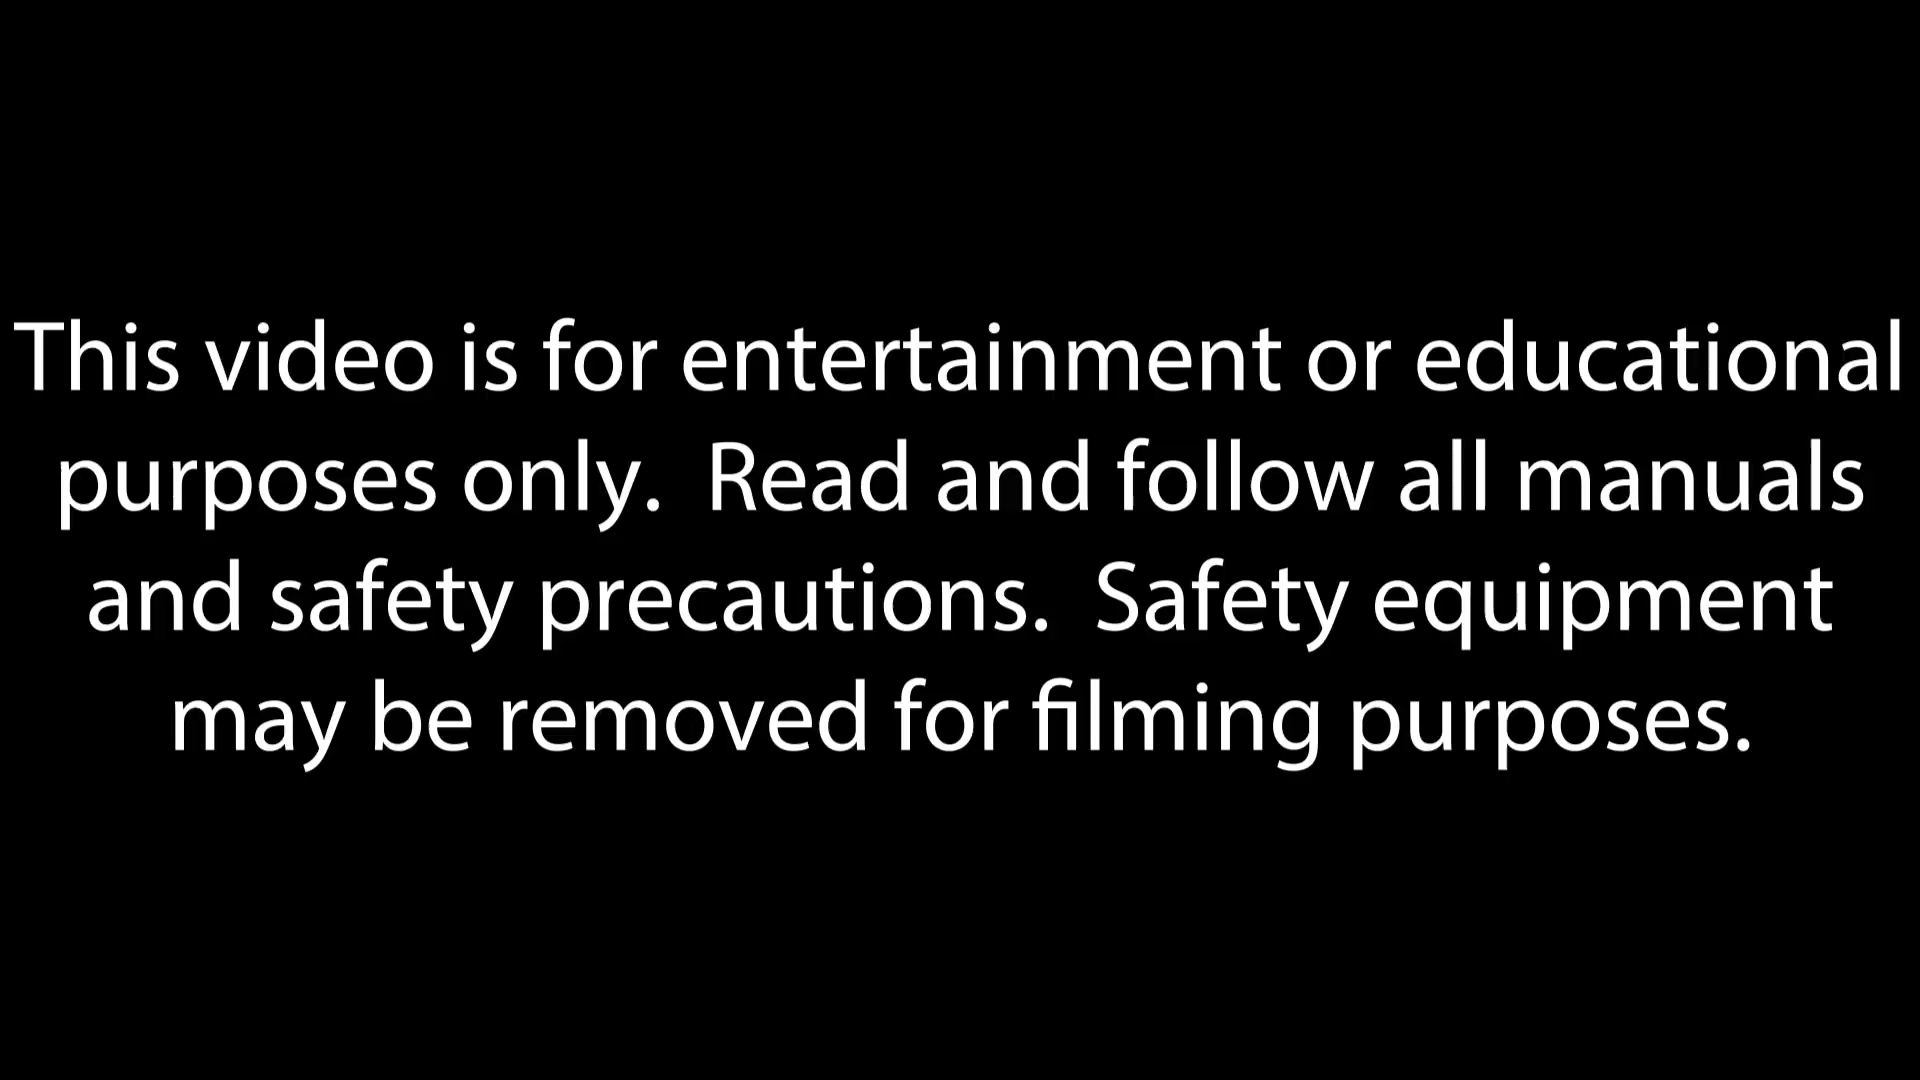 This video is for entertainment or educational
purposes only.  Read and follow all manuals
and safety precautions.  Safety equipment
may be removed for filming purposes.